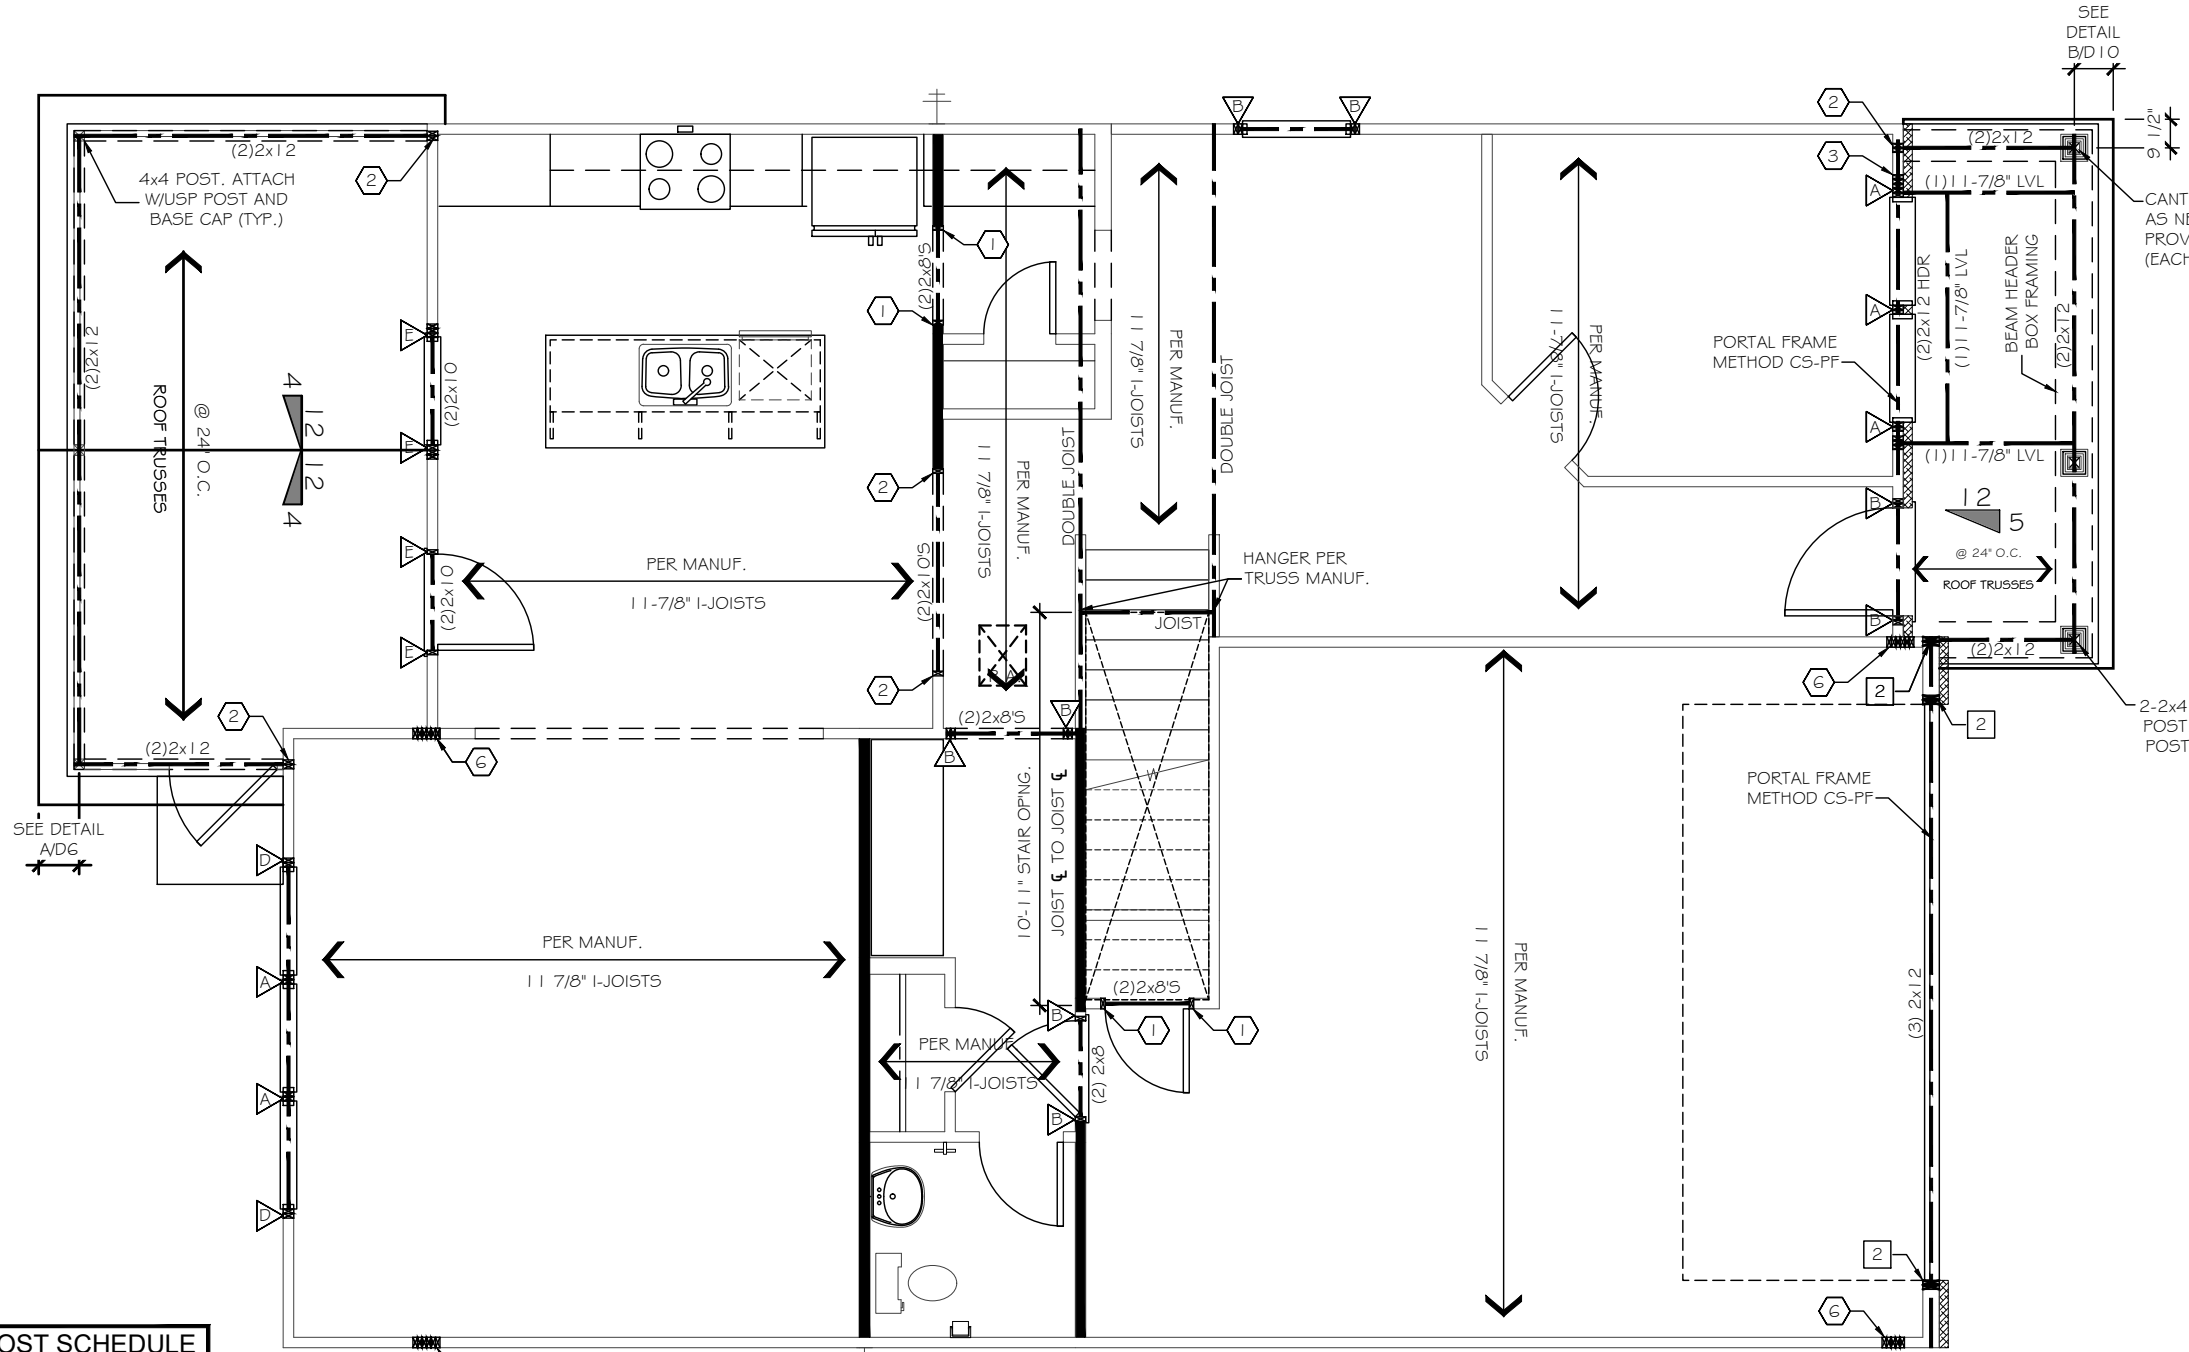 SEE
DETAIL
B/D10
9 1/2"
(2)2x12
4x4 POST. ATTACH
W/USP POST AND
BASE CAP (TYP.)
2
(2)2x12
ROOF TRUSSES
@ 24" O.C.
4
12
12
4
E
E
E
E
(2)2x10
(2)2x10
(2)2x12
2
SEE DETAIL
A/D6
PER MANUF.
11-7/8" I-JOISTS
1
(2)2x8'S
1
2
(2)2x10'S
2
PER MANUF.
11 7/8" I-JOISTS
DOUBLE JOIST
PER MANUF.
11 7/8" I-JOISTS
DOUBLE JOIST
B
B
HANGER PER
TRUSS MANUF.
JOIST
PER MANUF.
11-7/8" I-JOISTS
2
3
A
A
A
B
B
(2)2x12
(1)11-7/8" LVL
(2)2x12 HDR
(1)11-7/8" LVL
BEAM HEADER
BOX FRAMING
(2)2x12
PORTAL FRAME
METHOD CS-PF
(1)11-7/8" LVL
12
5
@ 24" O.C.
ROOF TRUSSES
(2)2x12
CANT
AS NE
PROV
(EACH
2-2x4
POST
POST
6
2
2
PORTAL FRAME
METHOD CS-PF
(3) 2x12
2
6
PER MANUF.
11 7/8" I-JOISTS
6
(2)2x8'S
B
B
10'-11" STAIR OP'NG.
JOIST ℄ TO JOIST ℄
(2)2x8'S
1
1
B
B
(2) 2x8
D
A
A
D
PER MANUF.
11 7/8" I-JOISTS
PER MANUF.
11 7/8" I-JOISTS
OST SCHEDULE